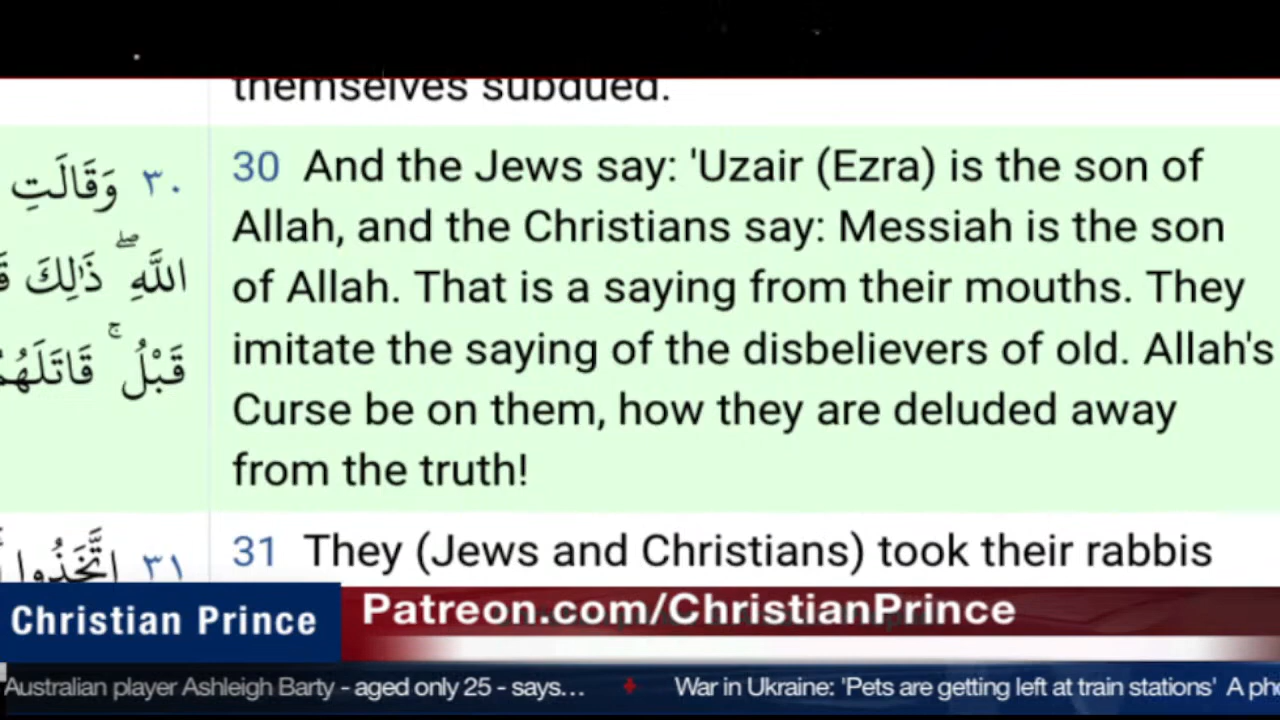 themselves subdued.
وَقَالَتِ ٣٠
30 And the Jews say: 'Uzair (Ezra) is the son of
Allah, and the Christians say: Messiah is the son
اللَّهِ ۖ ذَٰلِكَ
of Allah. That is a saying from their mouths. They
imitate the saying of the disbelievers of old. Allah's
قَبْلُ ۚ قَاتَلَهُمُ
Curse be on them, how they are deluded away
from the truth!
اتَّخَذُوا ٣١
31 They (Jews and Christians) took their rabbis
Christian Prince
Patreon.com/ChristianPrince
Australian player Ashleigh Barty - aged only 25 - says... War in Ukraine: 'Pets are getting left at train stations' A